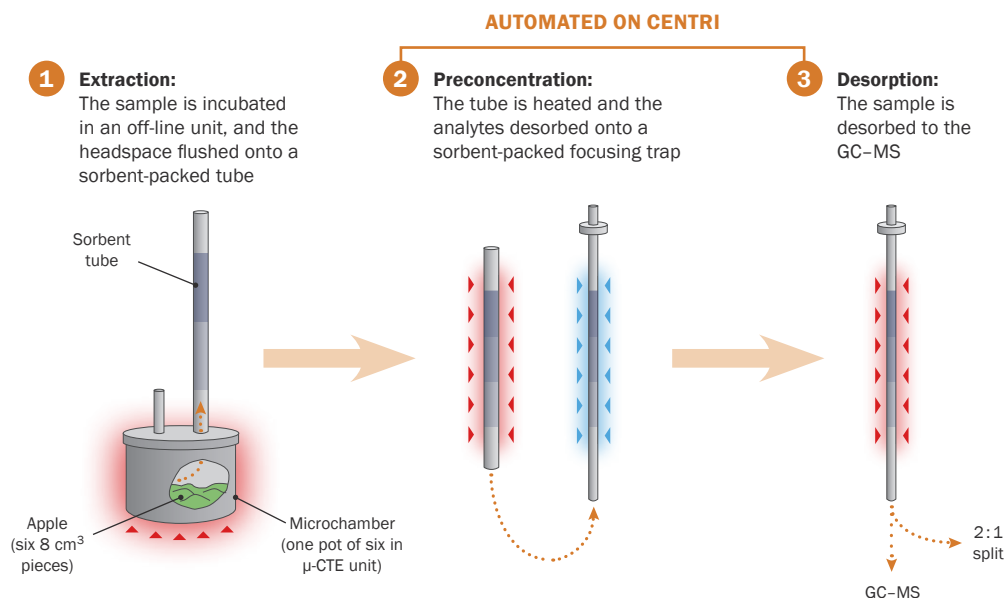 AUTOMATED ON CENTRI
1
Extraction:
The sample is incubated
in an off-line unit, and the
headspace flushed onto a
sorbent-packed tube
2
Preconcentration:
The tube is heated and the
analytes desorbed onto a
sorbent-packed focusing trap
3
Desorption:
The sample is
desorbed to the
GC–MS
Sorbent
tube
Apple
(six 8 cm³
pieces)
Microchamber
(one pot of six in
µ-CTE unit)
2:1
split
GC–MS